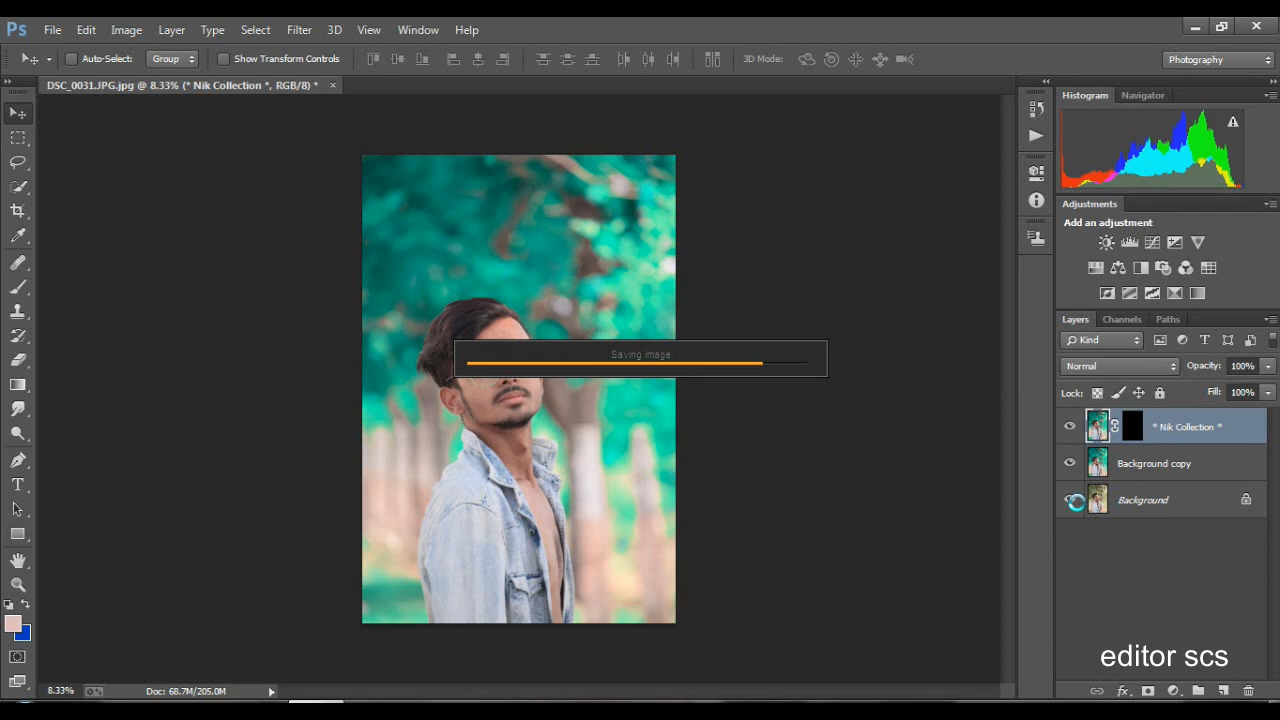 Ps File Edit Image Layer Type Select Filter 3D View Window Help
Auto-Select: Group Show Transform Controls 3D Mode: Photography
DSC_0031.JPG.jpg @ 8.33% (* Nik Collection *, RGB/8) * ×
Histogram Navigator
Adjustments
Add an adjustment
Saving image.
Layers Channels Paths
Kind
Normal Opacity: 100%
Lock: Fill: 100%
* Nik Collection *
Background copy
Background
editor scs
8.33% Doc: 68.7M/205.0M
fx